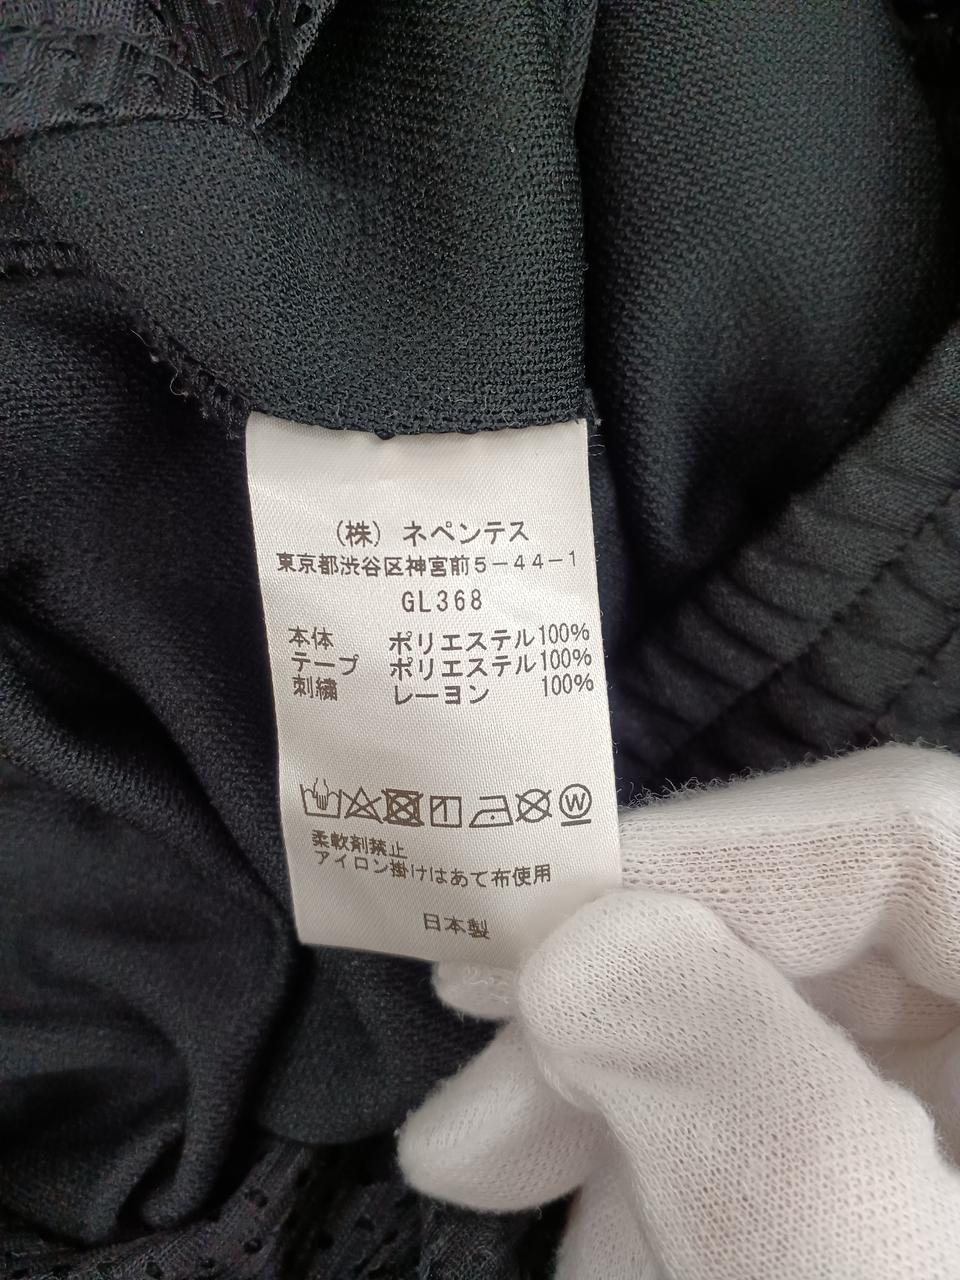 (株) ネペンテス
東京都渋谷区神宮前5-44-1
GL368
本体 ポリエステル100%
テープ ポリエステル100%
刺繍 レーヨン 100%
W
柔軟剤禁止
アイロン掛けはあて布使用
日本製